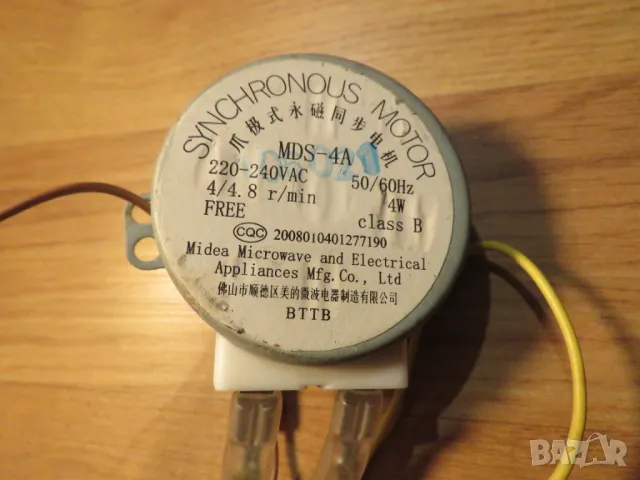 SYNCHRONOUS MOTOR
爪极式永磁同步电机
MDS-4A
220-240VAC 50/60Hz
4/4.8 r/min 4W
FREE class B
CQC 2008010401277190
Midea Microwave and Electrical
Appliances Mfg.Co., Ltd
佛山市顺德区美的微波电器制造有限公司
BTTB
BAZAR